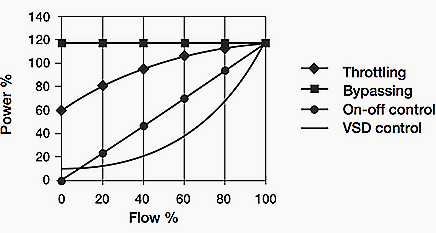 140
120
100
80
60
40
20
0
Power %
0 20 40 60 80 100
Flow %
Throttling
Bypassing
On-off control
VSD control